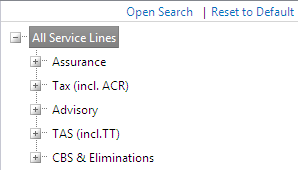 Open Search | Reset to Default
All Service Lines
Assurance
Tax (incl. ACR)
Advisory
TAS (incl.TT)
CBS & Eliminations